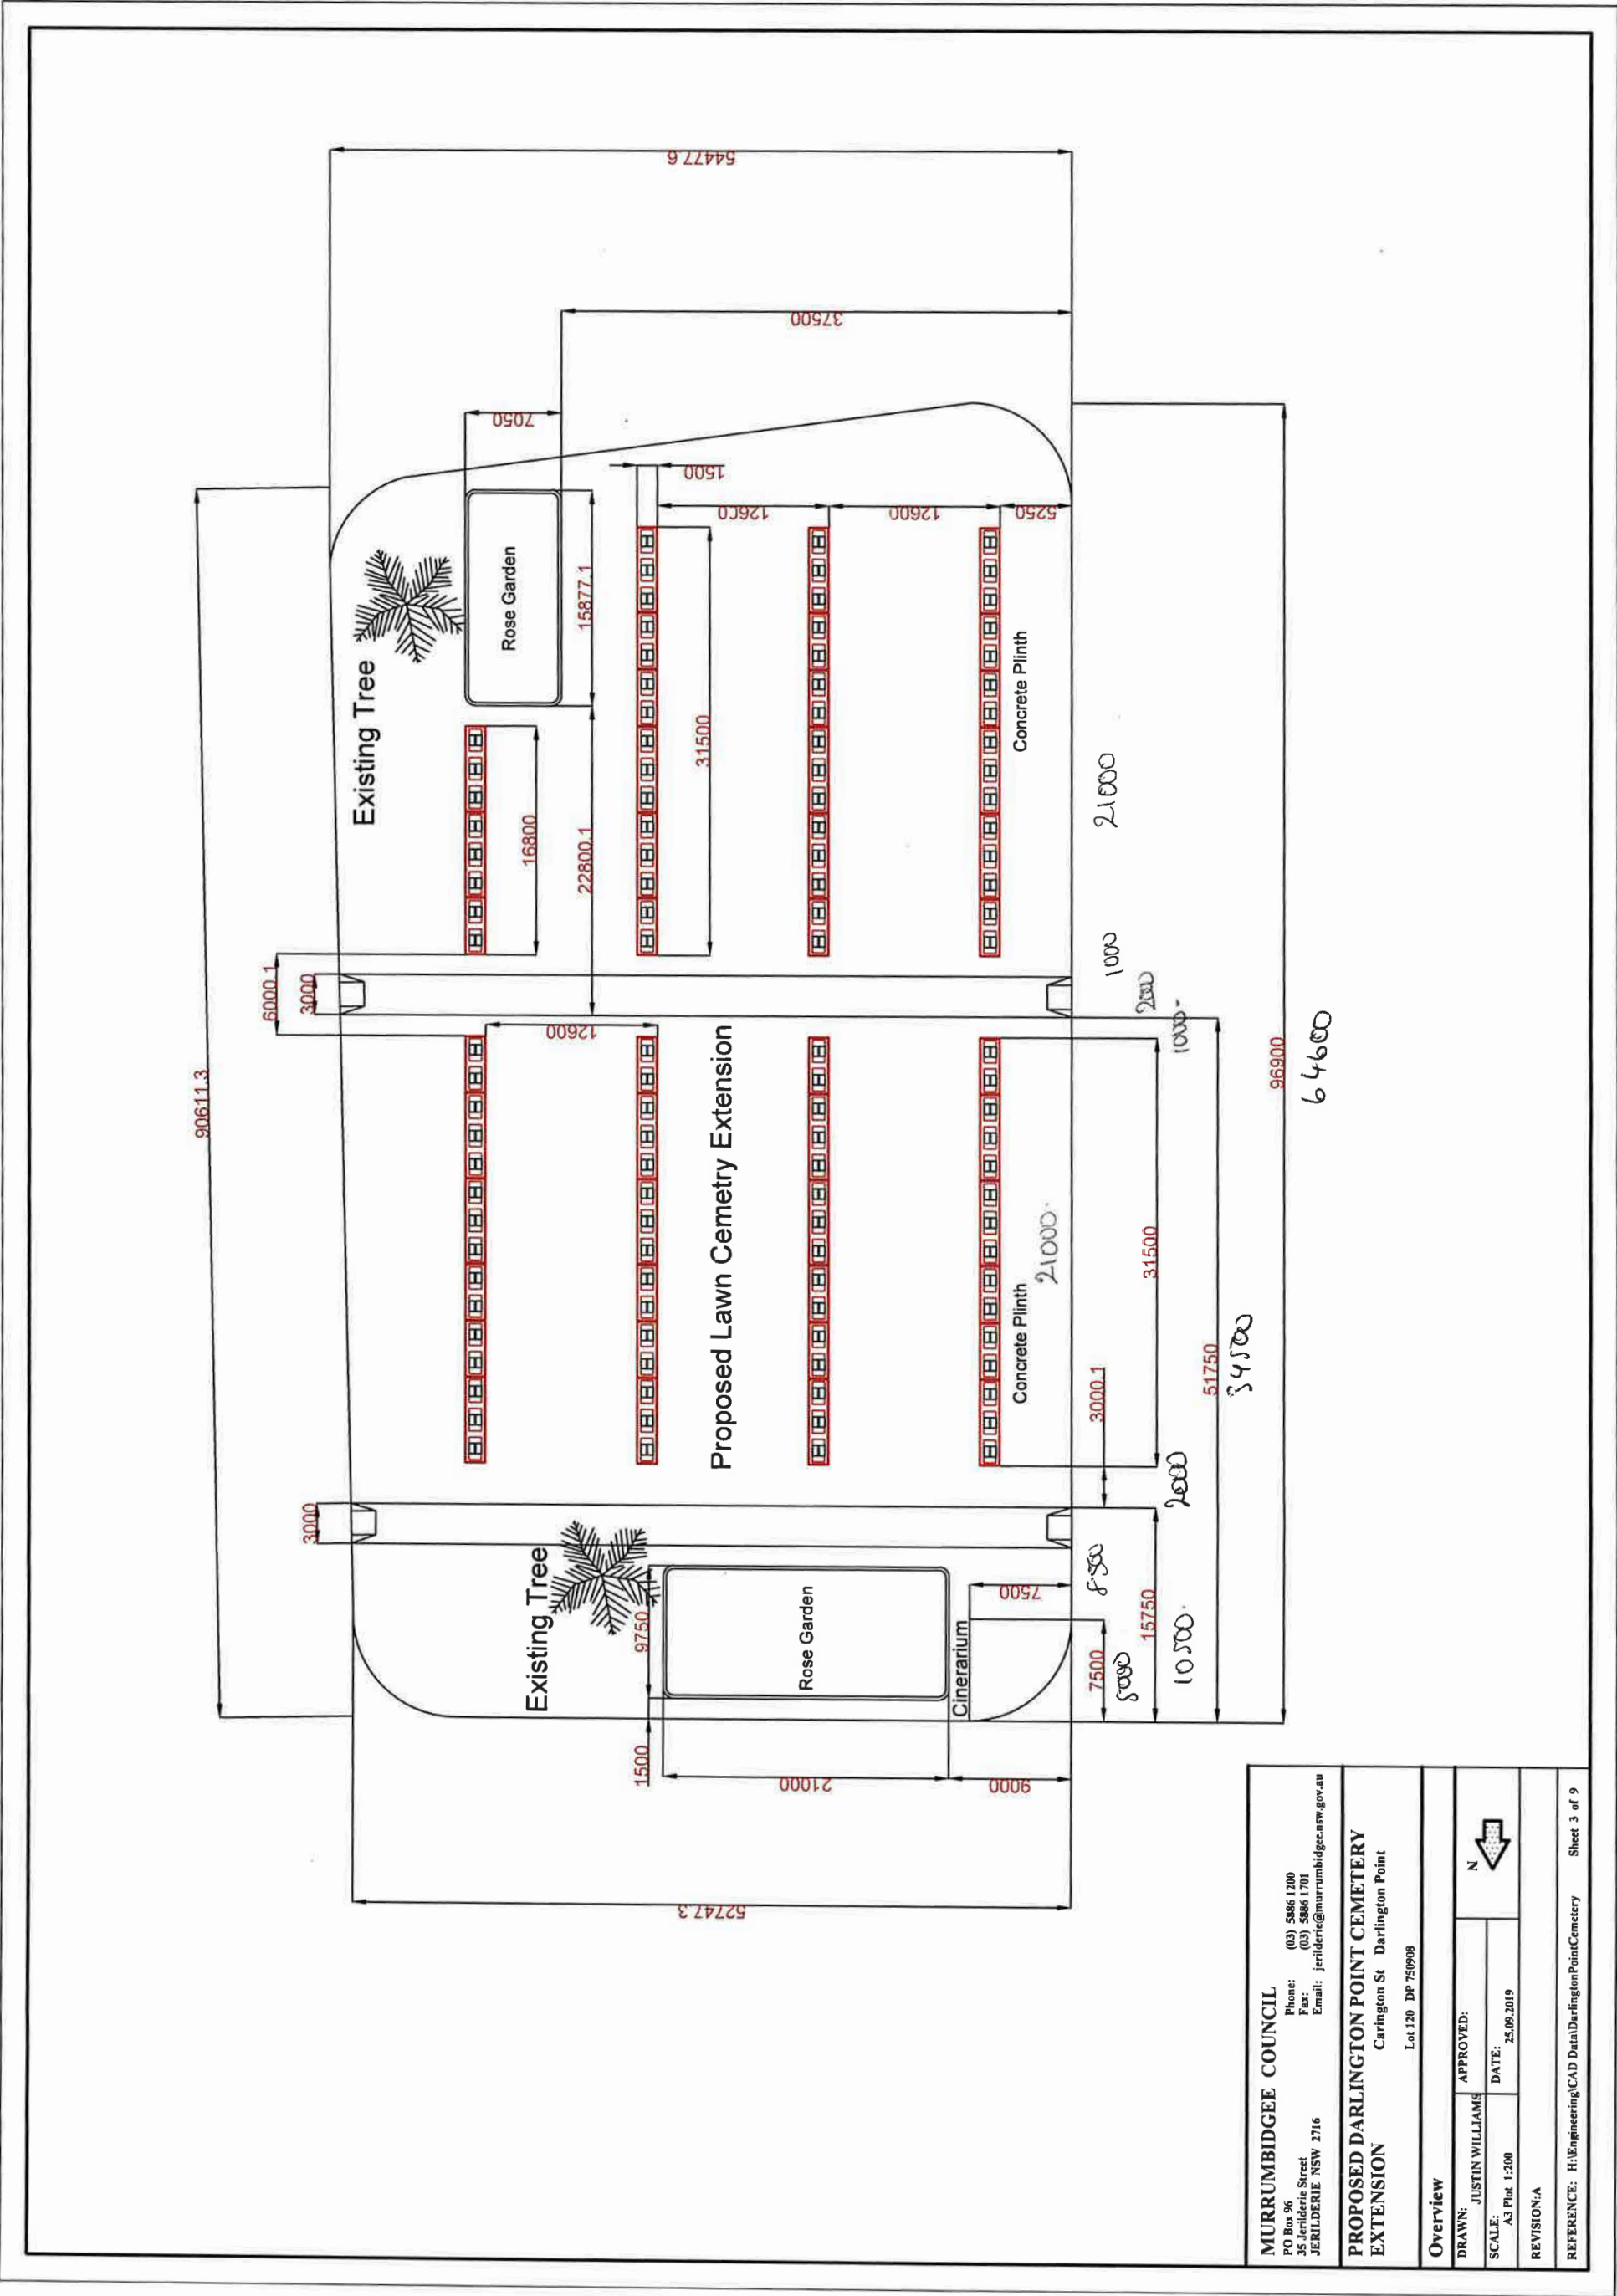 54477.6
37500
7050
1500
12600
12600
5250
Existing Tree
Rose Garden
15877.1
31500
16800
22800.1
Concrete Plinth
21000
1000
2000
1000-
6000.1
3000
12600
90611.3
Proposed Lawn Cemetry Extension
96900
64600
Concrete Plinth
21000.
31500
3000.1
51750
34500
2000
3000
Existing Tree
9750
Rose Garden
Cinerarium
7500
8500
15750
10500.
7500
5000
1500
21000
9000
52747.3
MURRUMBIDGEE COUNCIL
PO Box 96
35 Jerilderie Street
JERILDERIE NSW 2716
Phone: (03) 5886 1200
Fax: (03) 5886 1701
Email: jerilderie@murrumbidgee.nsw.gov.au
PROPOSED DARLINGTON POINT CEMETERY
EXTENSION
Carington St Darlington Point
Lot 120 DP 750908
Overview
DRAWN:
JUSTIN WILLIAMS
APPROVED:
N
SCALE:
A3 Plot 1:200
DATE:
25.09.2019
REVISION:A
REFERENCE: H:\Engineering\CAD Data\DarlingtonPointCemetery
Sheet 3 of 9